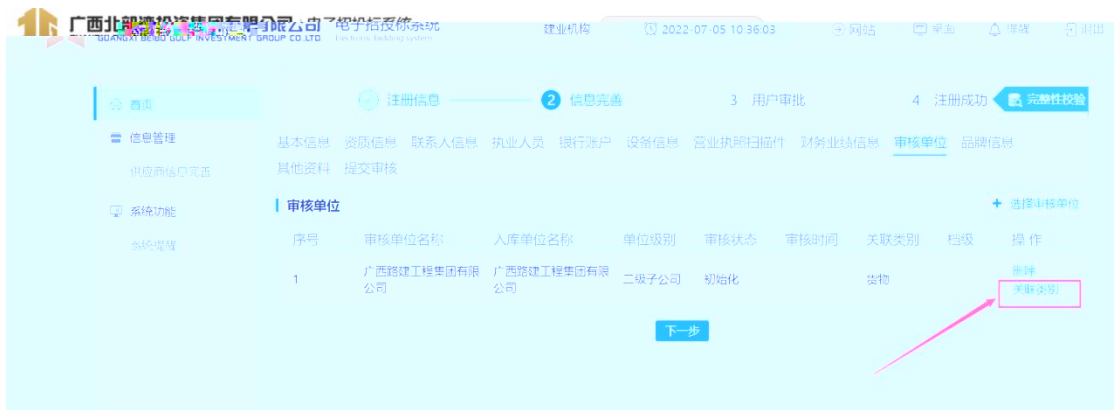 广西北部湾投资集团有限公司 电子招投标系统 建业机构 2022-07-05 10:36:03 网站 桌面 提醒 退出
GUANGXI BEIBU GULF INVESTMENT GROUP CO.,LTD. Electronic bidding system
首页 注册信息 2 信息完善 3 用户审批 4 注册成功 完整性校验
信息管理
基本信息 资质信息 联系人信息 执业人员 银行账户 设备信息 营业执照扫描件 财务业绩信息 审核单位 品牌信息
供应商信息完善
其他资料 提交审核
系统功能
审核单位
选择审核单位
系统提醒
序号 审核单位名称 入库单位名称 单位级别 审核状态 审核时间 关联类别 档级 操作
1 广西路建工程集团有限公司 广西路建工程集团有限公司 二级子公司 初始化 货物 删除
关联类别
下一步